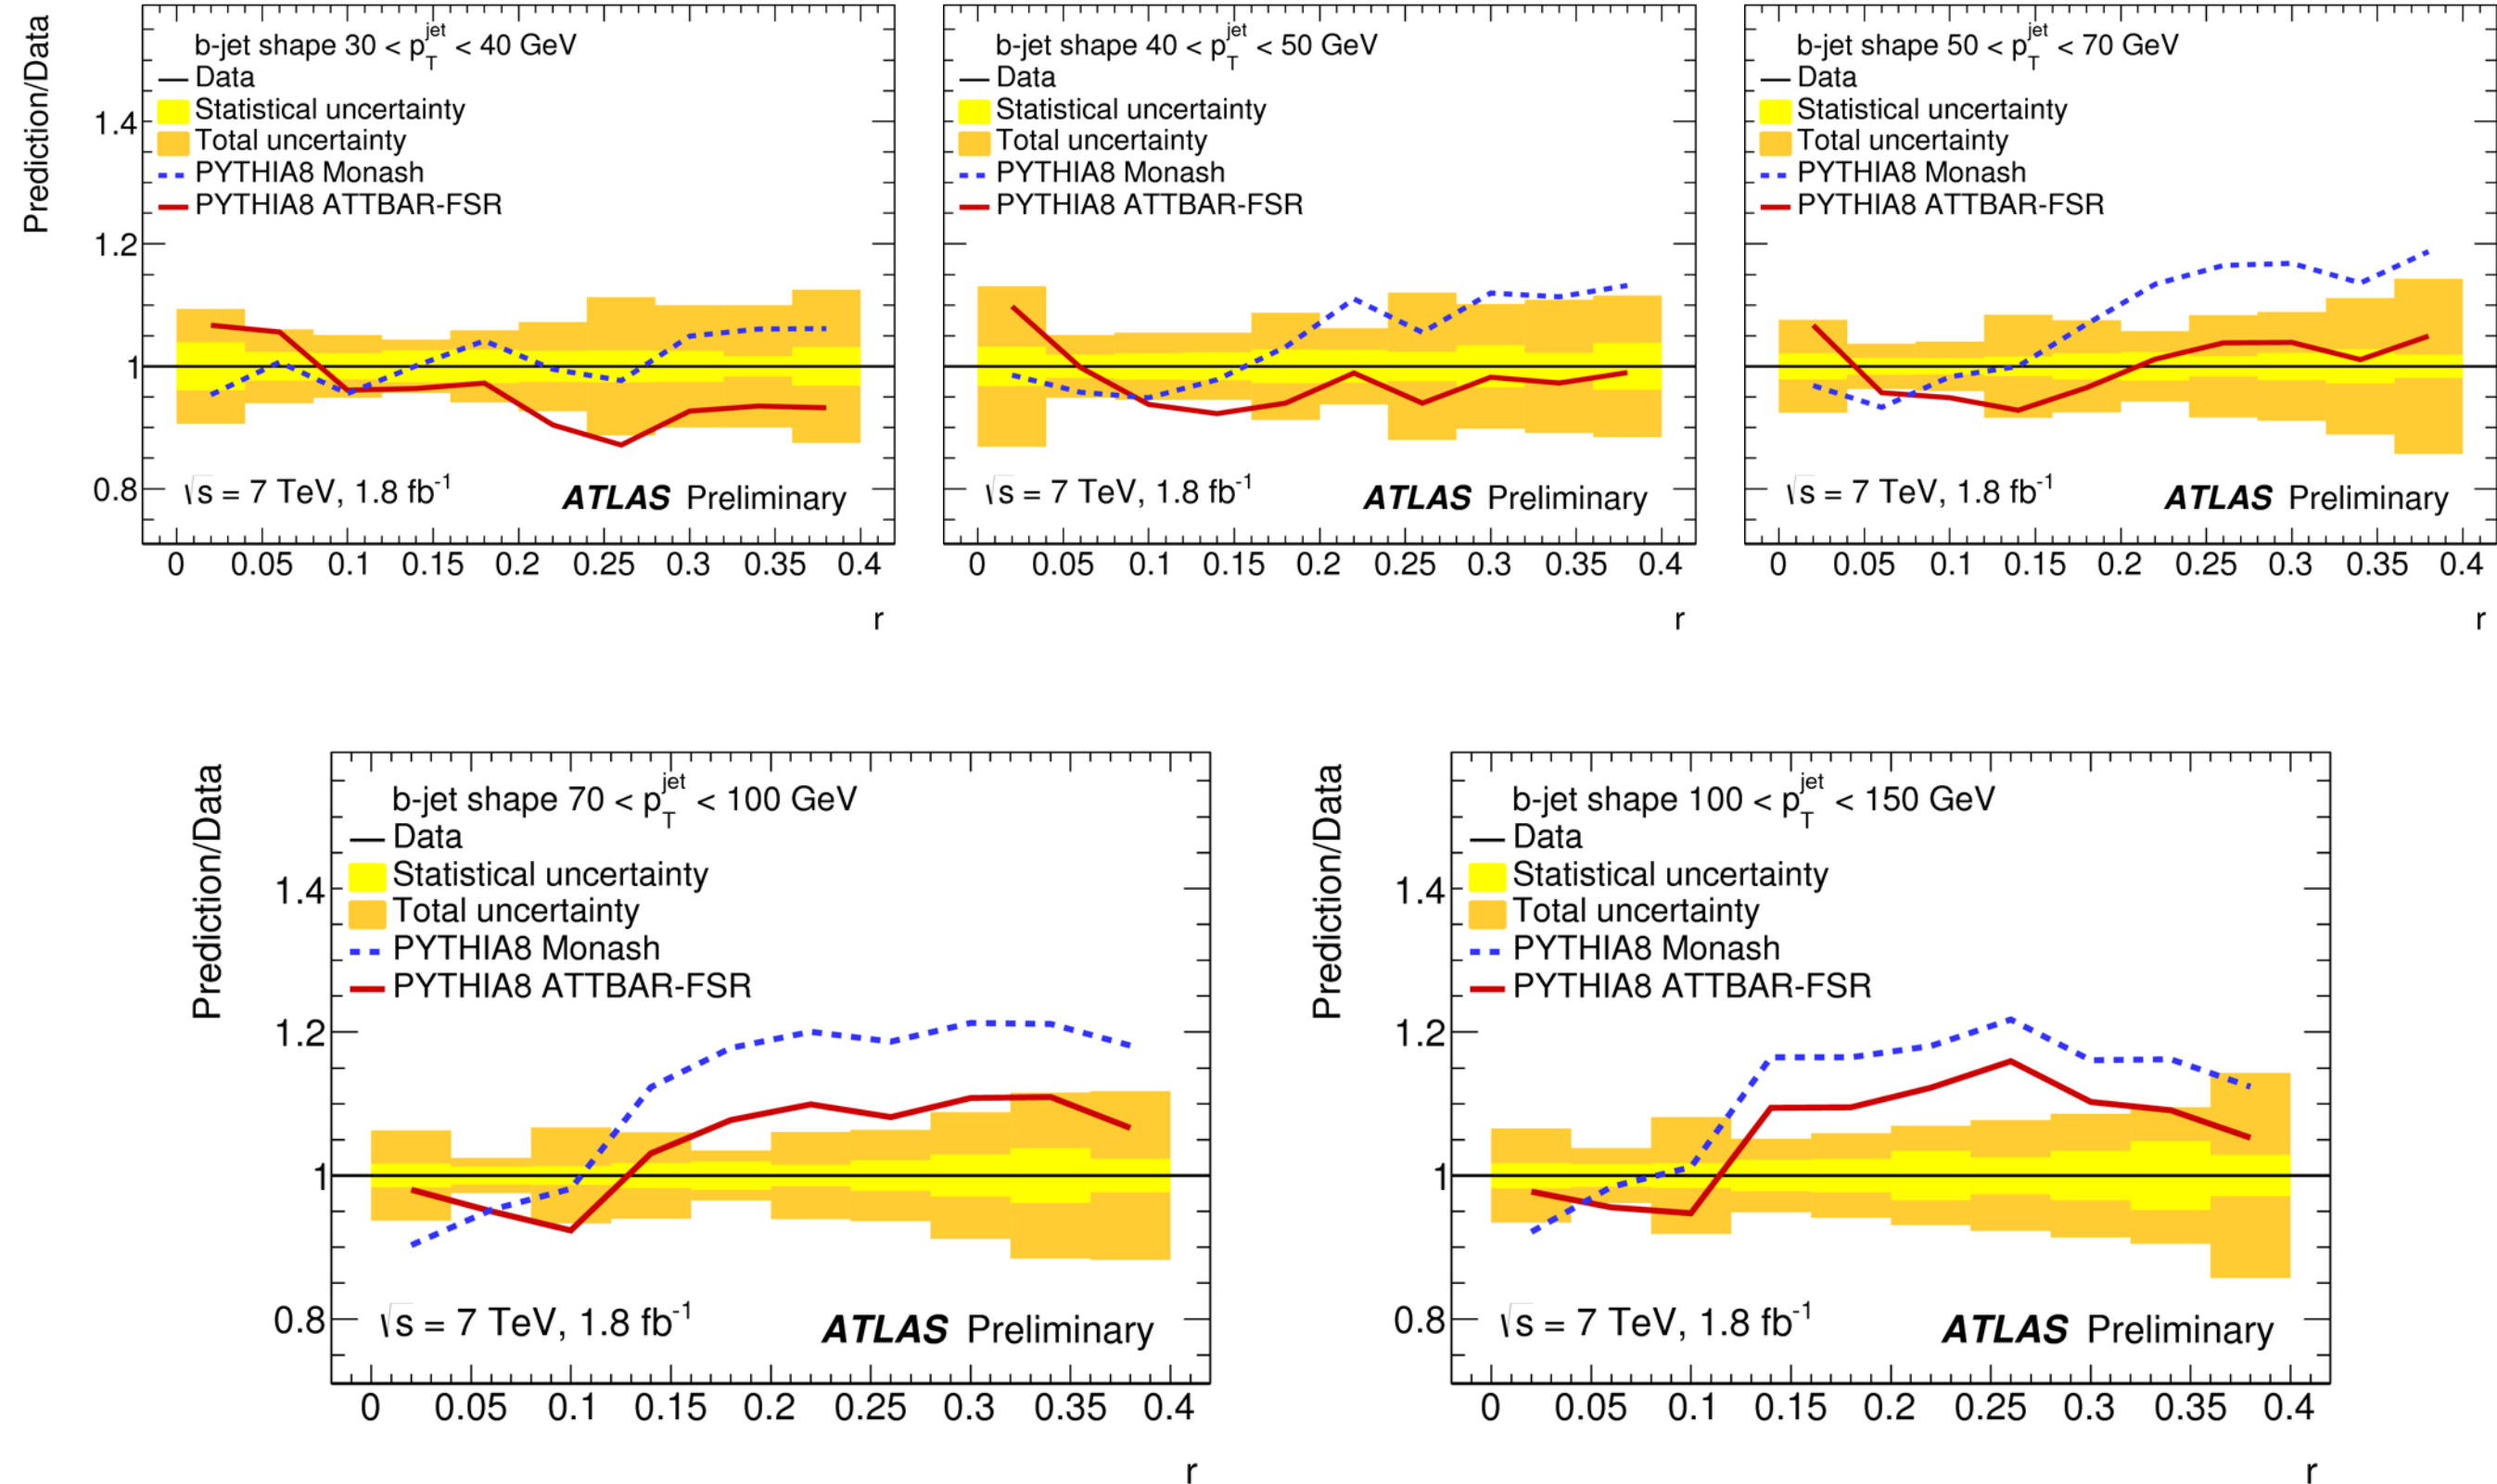 Prediction/Data
b-jet shape 30 < p_T^jet < 40 GeV
Data
Statistical uncertainty
Total uncertainty
PYTHIA8 Monash
PYTHIA8 ATTBAR-FSR
1.4
1.2
1
0.8
√s = 7 TeV, 1.8 fb⁻¹
ATLAS Preliminary
0 0.05 0.1 0.15 0.2 0.25 0.3 0.35 0.4
r
b-jet shape 40 < p_T^jet < 50 GeV
Data
Statistical uncertainty
Total uncertainty
PYTHIA8 Monash
PYTHIA8 ATTBAR-FSR
√s = 7 TeV, 1.8 fb⁻¹
ATLAS Preliminary
0 0.05 0.1 0.15 0.2 0.25 0.3 0.35 0.4
r
b-jet shape 50 < p_T^jet < 70 GeV
Data
Statistical uncertainty
Total uncertainty
PYTHIA8 Monash
PYTHIA8 ATTBAR-FSR
√s = 7 TeV, 1.8 fb⁻¹
ATLAS Preliminary
0 0.05 0.1 0.15 0.2 0.25 0.3 0.35 0.4
r
Prediction/Data
b-jet shape 70 < p_T^jet < 100 GeV
Data
Statistical uncertainty
Total uncertainty
PYTHIA8 Monash
PYTHIA8 ATTBAR-FSR
1.4
1.2
1
0.8
√s = 7 TeV, 1.8 fb⁻¹
ATLAS Preliminary
0 0.05 0.1 0.15 0.2 0.25 0.3 0.35 0.4
r
Prediction/Data
b-jet shape 100 < p_T^jet < 150 GeV
Data
Statistical uncertainty
Total uncertainty
PYTHIA8 Monash
PYTHIA8 ATTBAR-FSR
1.4
1.2
1
0.8
√s = 7 TeV, 1.8 fb⁻¹
ATLAS Preliminary
0 0.05 0.1 0.15 0.2 0.25 0.3 0.35 0.4
r